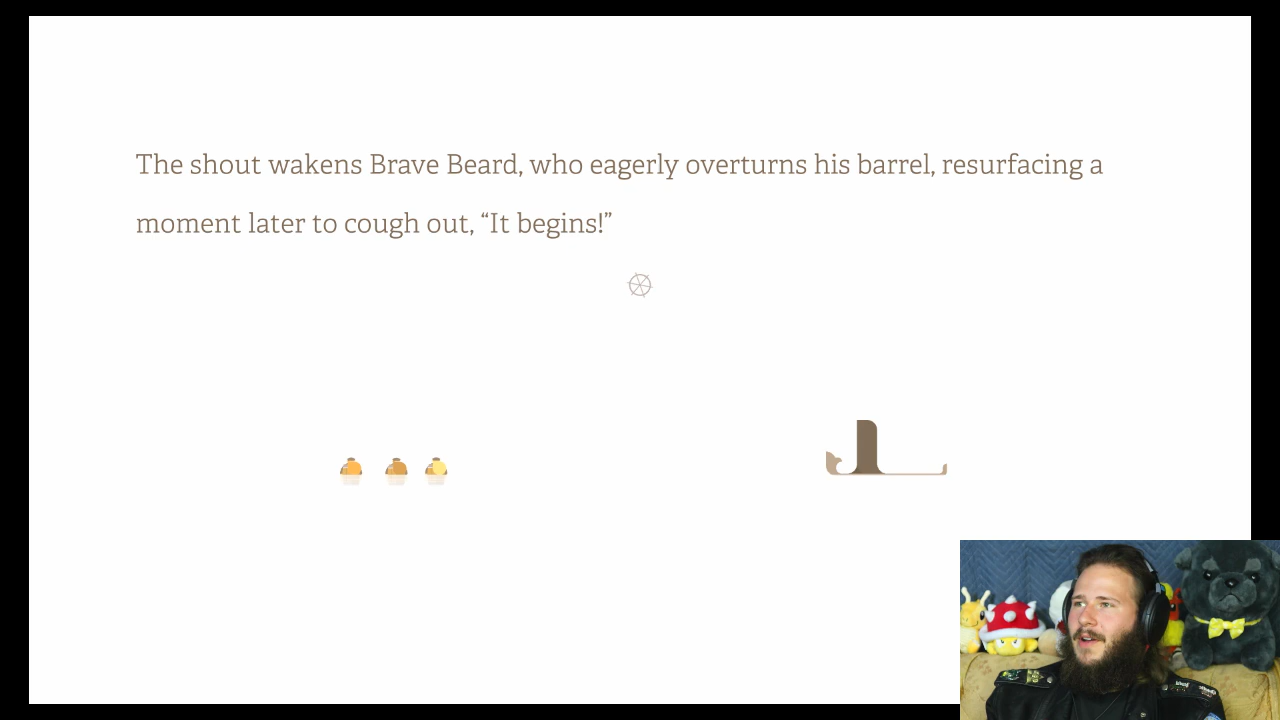 The shout wakens Brave Beard, who eagerly overturns his barrel, resurfacing a
moment later to cough out, “It begins!”